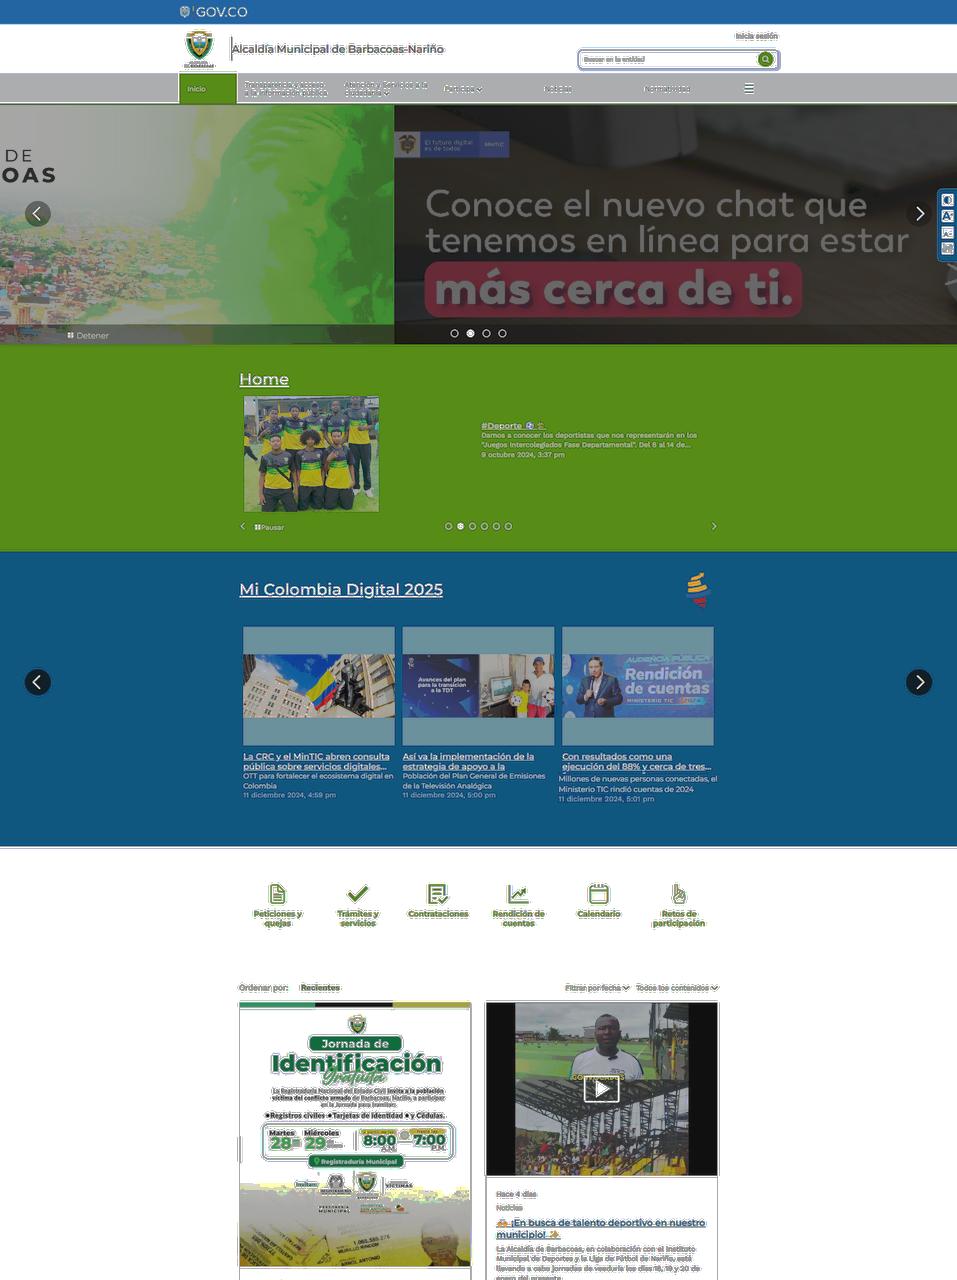 GOV.CO
Alcaldía Municipal de Barbacoas-Nariño
Inicia sesión
Buscar en la entidad
Inicio
Transparencia y acceso
a la información pública
Atención y Servicios a la
Ciudadanía
DE
OAS
El futuro digital
es de todos
MinTIC
Conoce el nuevo chat que
tenemos en línea para estar
más cerca de ti.
Detener
Home
#Deporte
Damos a conocer los deportistas que nos representarán en los
"Juegos Intercolegiados Fase Departamental". Del 6 al 14 de...
9 octubre 2024, 3:37 pm
Pausar
Mi Colombia Digital 2025
Avances del plan
para la transición
a la TDT
AUDIENCIA PÚBLICA
Rendición
de cuentas
MINISTERIO TIC
La CRC y el MinTIC abren consulta
pública sobre servicios digitales...
OTT para fortalecer el ecosistema digital en
Colombia
11 diciembre 2024, 4:59 pm
Así va la implementación de la
estrategia de apoyo a la
Población del Plan General de Emisiones
de la Televisión Analógica
11 diciembre 2024, 5:00 pm
Con resultados como una
ejecución del 88% y cerca de tres...
Millones de nuevas personas conectadas, el
Ministerio TIC rindió cuentas de 2024
11 diciembre 2024, 5:01 pm
Peticiones y
quejas
Trámites y
servicios
Contrataciones
Rendición de
cuentas
Calendario
Retos de
participación
Ordenar por: Recientes
Filtrar por fecha
Todos los contenidos
Jornada de
Identificación
Gratuita
La Registraduría Nacional del Estado Civil invita a la población
víctima del conflicto armado de Barbacoas, Nariño, a participar
en la Jornada para tramitar:
•Registros civiles •Tarjetas de Identidad •y Cédulas.
Martes
28
Miércoles
29
8:00
A.M.
7:00
P.M.
Registraduría Municipal
Invitan:
VÍCTIMAS
PERSONERÍA
MUNICIPAL
Hace 4 días
Noticias
¡En busca de talento deportivo en nuestro
municipio!
La Alcaldía de Barbacoas, en colaboración con el Instituto
Municipal de Deportes y la Liga de Fútbol de Nariño, está
llevando a cabo jornadas de veeduría los días 18, 19 y 20 de
enero del presente